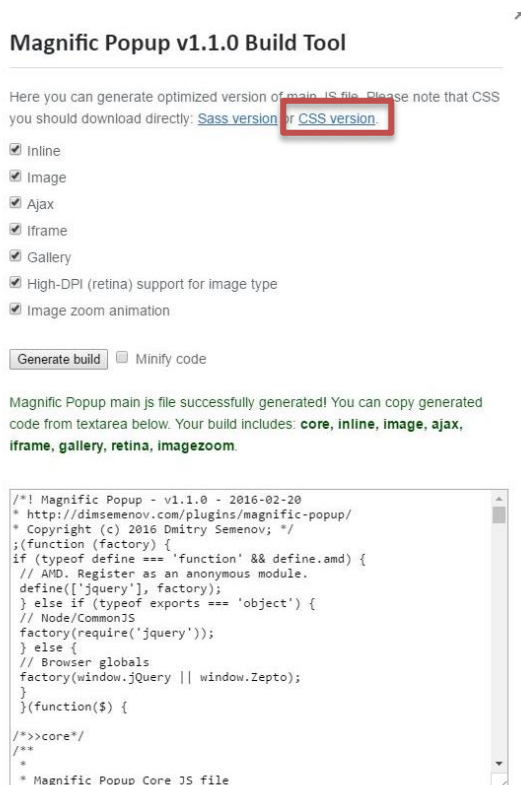 Magnific Popup v1.1.0 Build Tool
Here you can generate optimized version of main JS file. Please note that CSS
you should download directly: Sass version or CSS version.
Inline
Image
Ajax
Iframe
Gallery
High-DPI (retina) support for image type
Image zoom animation
Generate build Minify code
Magnific Popup main js file successfully generated! You can copy generated
code from textarea below. Your build includes: core, inline, image, ajax,
iframe, gallery, retina, imagezoom.
/*! Magnific Popup - v1.1.0 - 2016-02-20
* http://dimsemenov.com/plugins/magnific-popup/
* Copyright (c) 2016 Dmitry Semenov; */
;(function (factory) {
if (typeof define === 'function' && define.amd) {
// AMD. Register as an anonymous module.
define(['jquery'], factory);
} else if (typeof exports === 'object') {
// Node/CommonJS
factory(require('jquery'));
} else {
// Browser globals
factory(window.jQuery || window.Zepto);
}
}(function($) {
/*>>core*/
/**
*
* Magnific Popup Core JS file